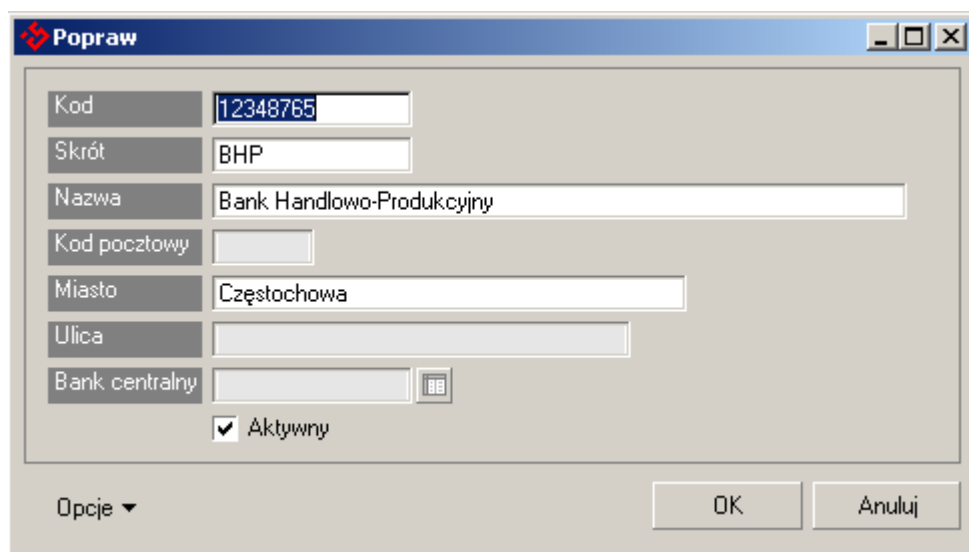 Popraw
Kod 12348765
Skrót BHP
Nazwa Bank Handlowo-Produkcyjny
Kod pocztowy
Miasto Częstochowa
Ulica
Bank centralny
Aktywny
Opcje OK Anuluj